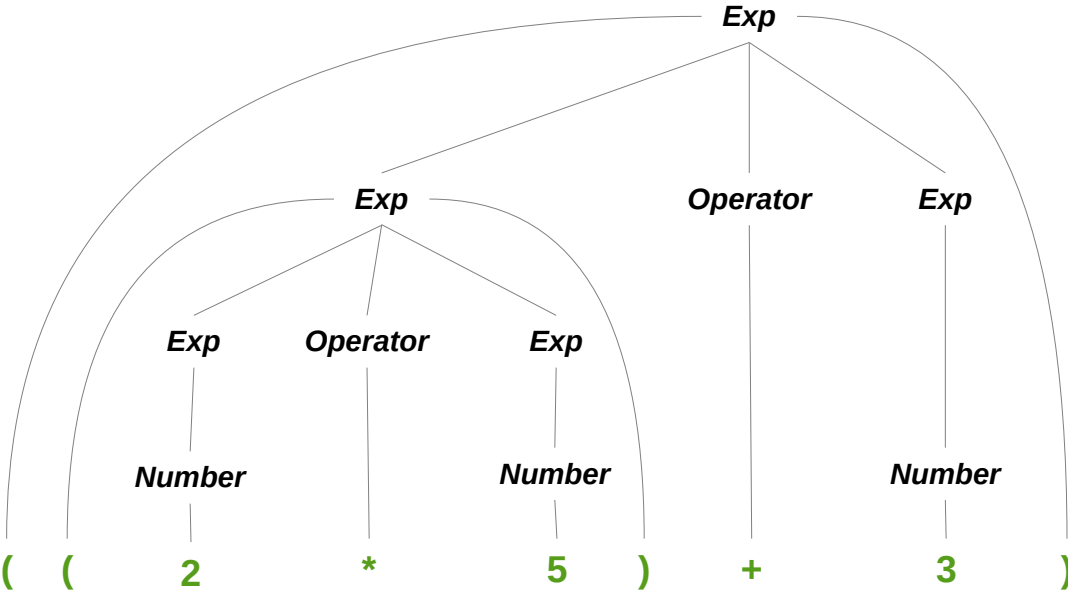 Exp
Exp Operator Exp
Exp Operator Exp
Number Number Number
( ( 2 * 5 ) + 3 )